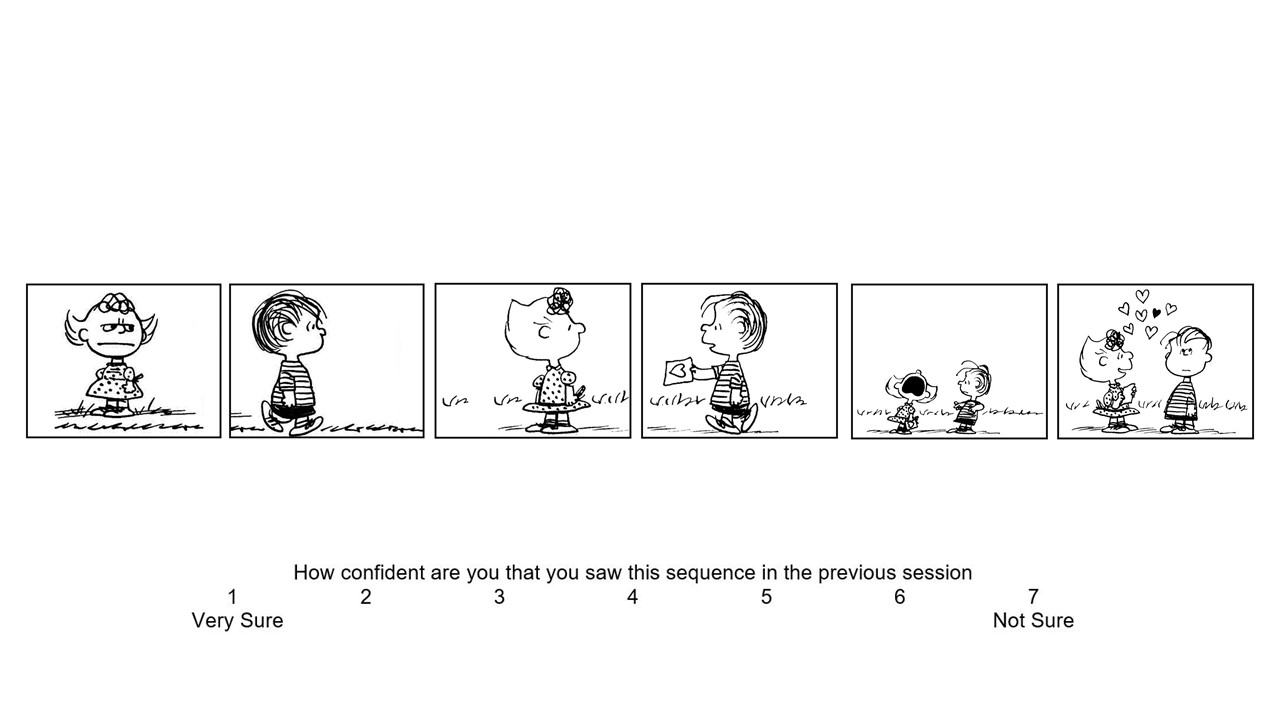 How confident are you that you saw this sequence in the previous session
1 2 3 4 5 6 7
Very Sure Not Sure